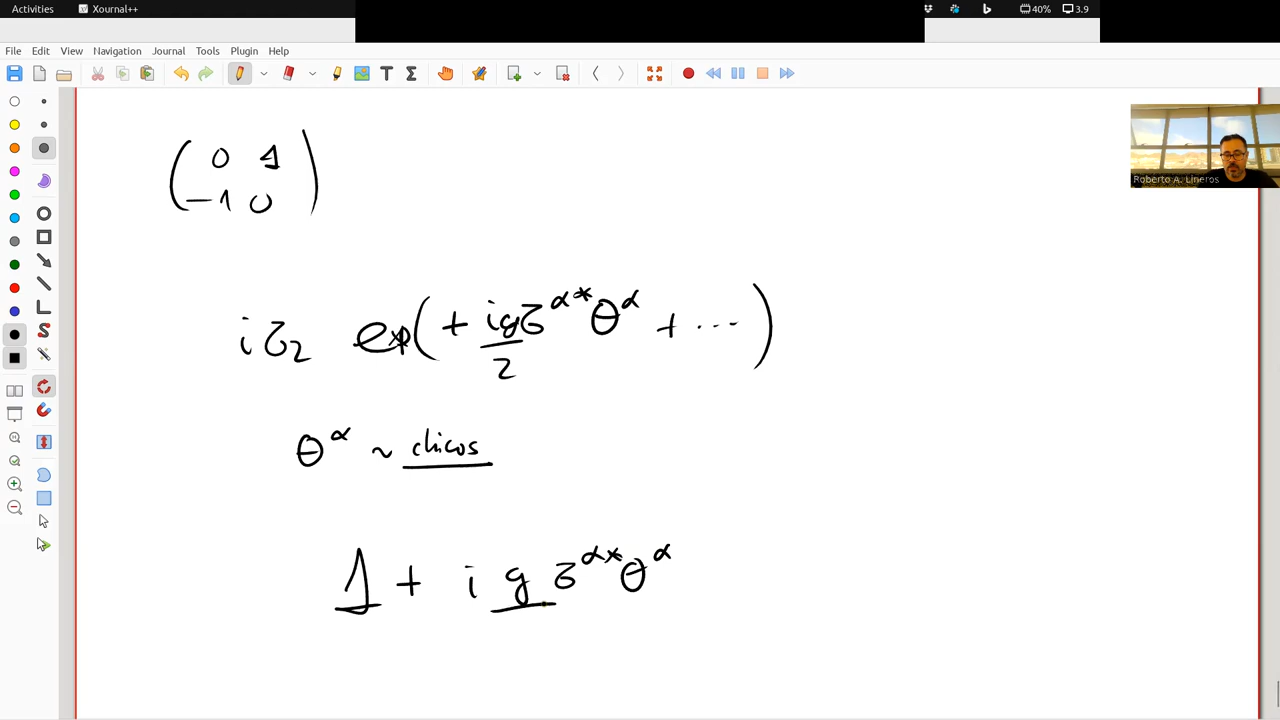 Activities Xournal++ 40% 3.9
File Edit View Navigation Journal Tools Plugin Help
( 0 1
-1 0 )
Roberto A. Lineros
iσ₂ exp( + igσ^α* θ^α + ··· )
2
θ^α ~ chicos
1 + i g σ^α* θ^α